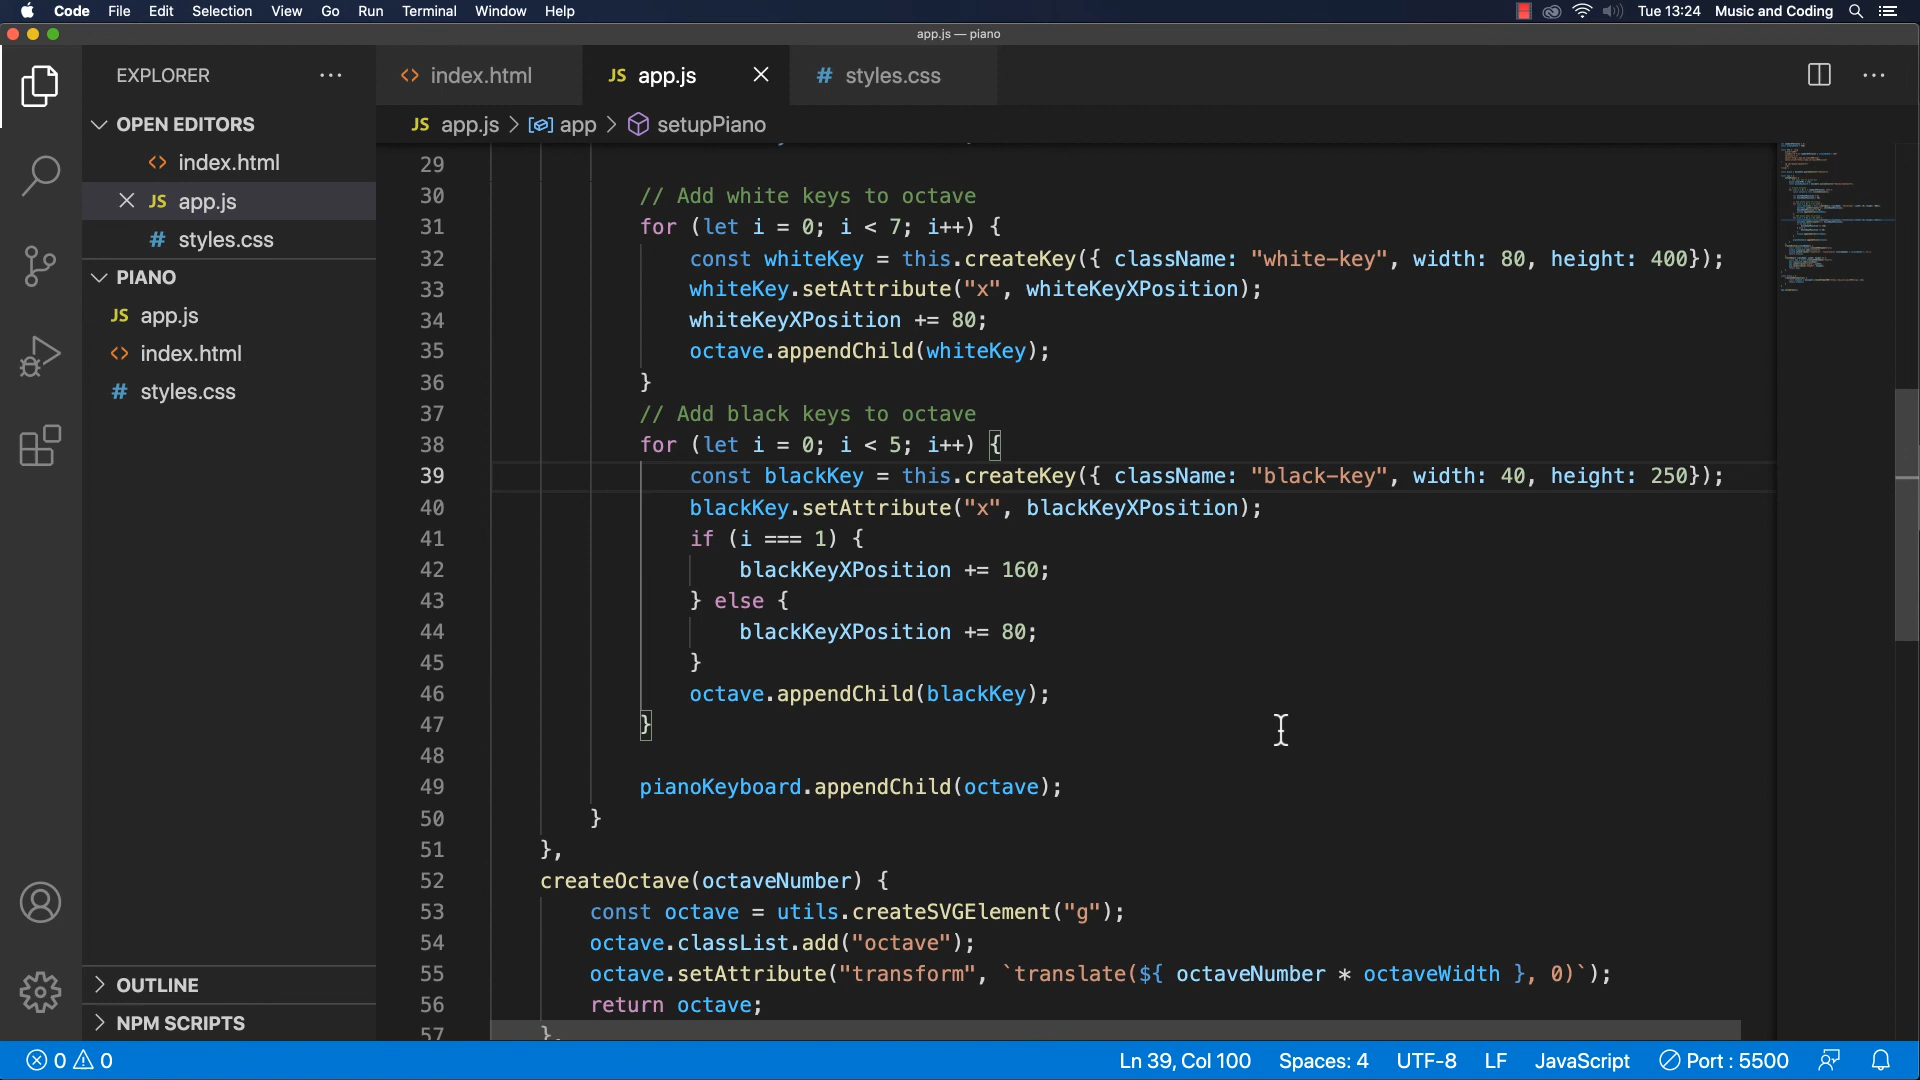 Code File Edit Selection View Go Run Terminal Window Help Tue 13:24 Music and Coding
app.js — piano
EXPLORER
OPEN EDITORS
<> index.html
JS app.js
# styles.css
PIANO
JS app.js
<> index.html
# styles.css
OUTLINE
NPM SCRIPTS
<> index.html JS app.js # styles.css
JS app.js > app > setupPiano
29
30 // Add white keys to octave
31 for (let i = 0; i < 7; i++) {
32 const whiteKey = this.createKey({ className: "white-key", width: 80, height: 400});
33 whiteKey.setAttribute("x", whiteKeyXPosition);
34 whiteKeyXPosition += 80;
35 octave.appendChild(whiteKey);
36 }
37 // Add black keys to octave
38 for (let i = 0; i < 5; i++) {
39 const blackKey = this.createKey({ className: "black-key", width: 40, height: 250});
40 blackKey.setAttribute("x", blackKeyXPosition);
41 if (i === 1) {
42 blackKeyXPosition += 160;
43 } else {
44 blackKeyXPosition += 80;
45 }
46 octave.appendChild(blackKey);
47 }
48
49 pianoKeyboard.appendChild(octave);
50 }
51 },
52 createOctave(octaveNumber) {
53 const octave = utils.createSVGElement("g");
54 octave.classList.add("octave");
55 octave.setAttribute("transform", `translate(${ octaveNumber * octaveWidth }, 0)`);
56 return octave;
57 },
0 0 Ln 39, Col 100 Spaces: 4 UTF-8 LF JavaScript Port : 5500